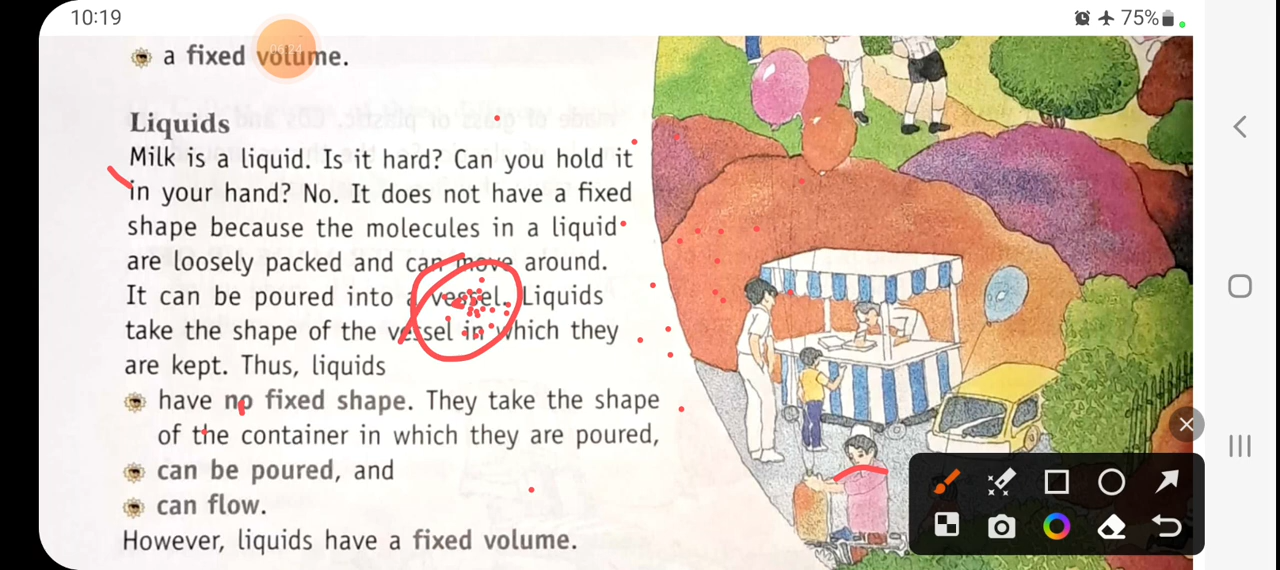 10:19
75%
a fixed volume.
Liquids
Milk is a liquid. Is it hard? Can you hold it
in your hand? No. It does not have a fixed
shape because the molecules in a liquid
are loosely packed and can move around.
It can be poured into a vessel. Liquids
take the shape of the vessel in which they
are kept. Thus, liquids
have no fixed shape. They take the shape
of the container in which they are poured,
can be poured, and
can flow.
However, liquids have a fixed volume.